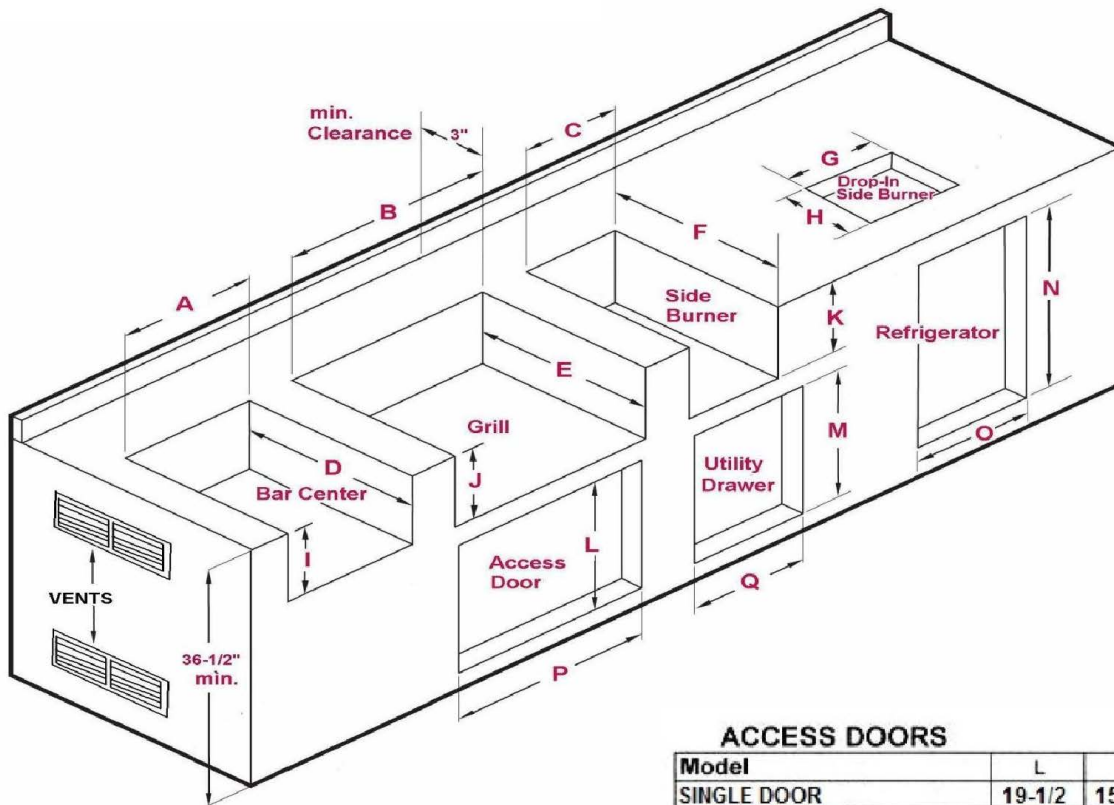 min.
Clearance
3"
C
B
G
Drop-In
Side Burner
H
A
F
N
Side
Burner
K
Refrigerator
E
Grill
D
Bar Center
J
M
O
Utility
Drawer
I
L
Access
Door
Q
VENTS
36-1/2"
min.
P
ACCESS DOORS
Model L
SINGLE DOOR 19-1/2